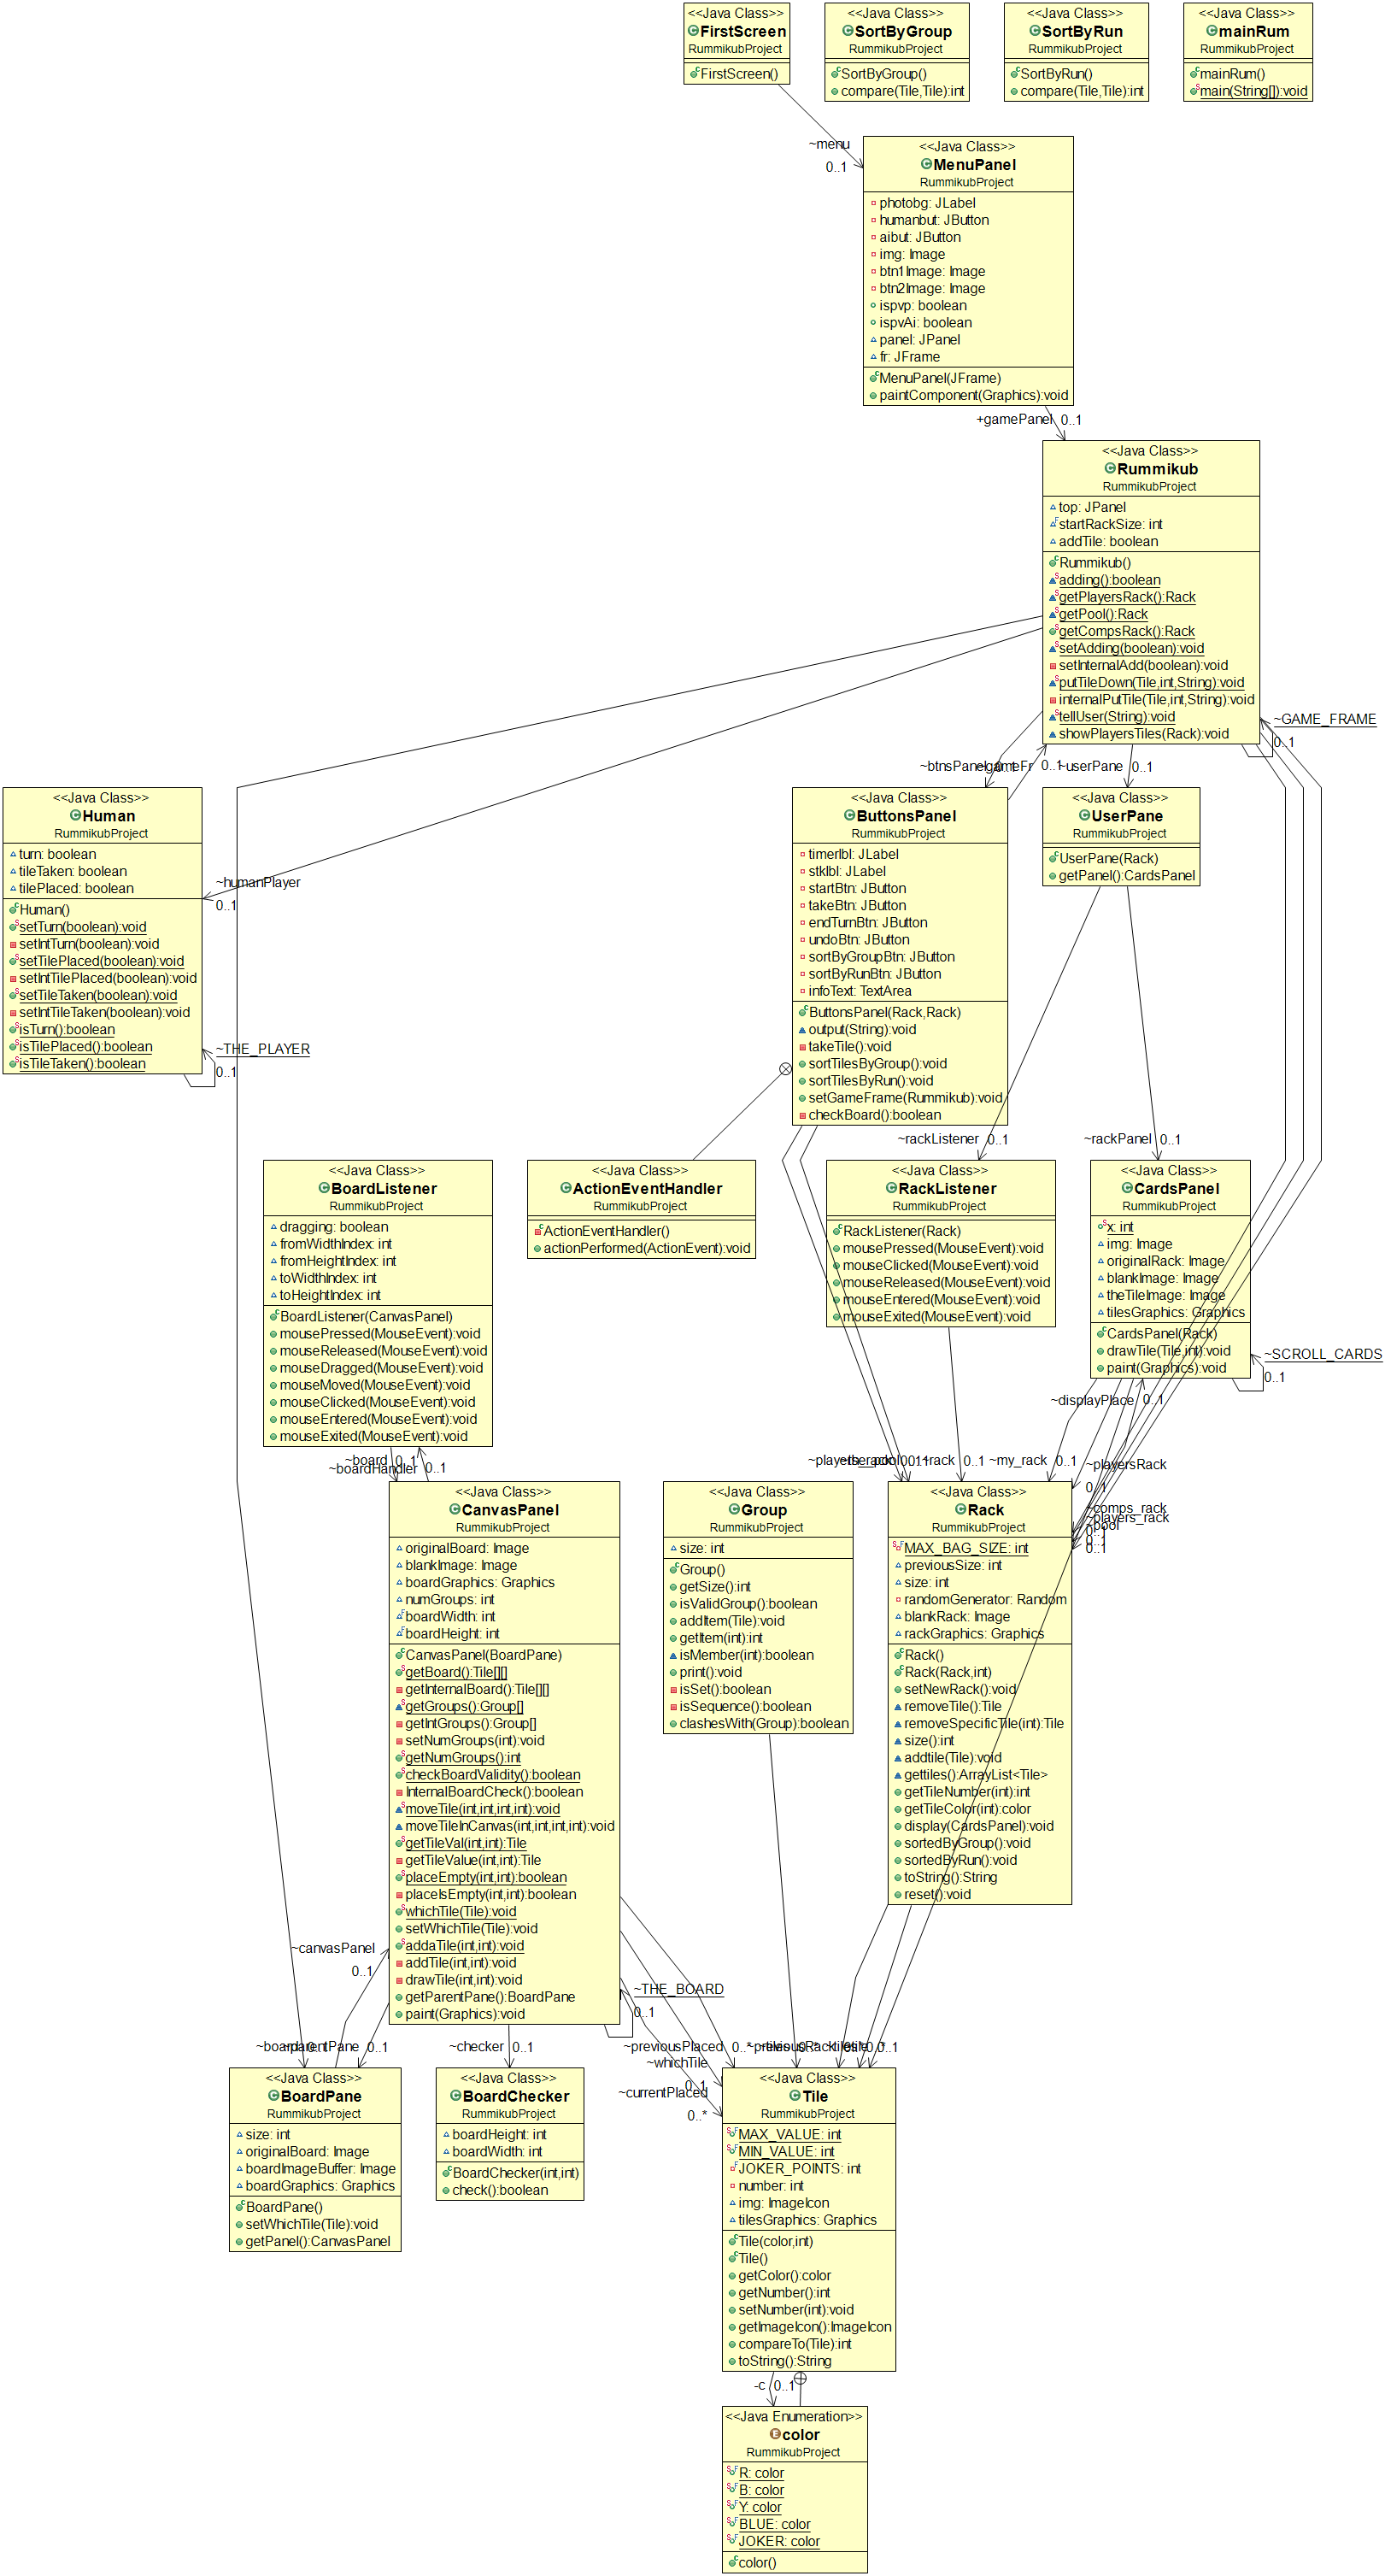 <<Java Class>>
FirstScreen
RummikubProject
FirstScreen()
<<Java Class>>
SortByGroup
RummikubProject
SortByGroup()
compare(Tile,Tile):int
<<Java Class>>
SortByRun
RummikubProject
SortByRun()
compare(Tile,Tile):int
<<Java Class>>
mainRum
RummikubProject
mainRum()
main(String[]):void
~menu
0..1
<<Java Class>>
MenuPanel
RummikubProject
photobg: JLabel
humanbut: JButton
aibut: JButton
img: Image
btn1Image: Image
btn2Image: Image
ispvp: boolean
ispvAi: boolean
panel: JPanel
fr: JFrame
MenuPanel(JFrame)
paintComponent(Graphics):void
+gamePanel 0..1
<<Java Class>>
Rummikub
RummikubProject
top: JPanel
startRackSize: int
addTile: boolean
Rummikub()
adding():boolean
getPlayersRack():Rack
getPool():Rack
getCompsRack():Rack
setAdding(boolean):void
setInternalAdd(boolean):void
putTileDown(Tile,int,String):void
internalPutTile(Tile,int,String):void
tellUser(String):void
showPlayersTiles(Rack):void
~GAME_FRAME
0..1
~btnsPanel
0..1
~userPane 0..1
<<Java Class>>
Human
RummikubProject
turn: boolean
tileTaken: boolean
tilePlaced: boolean
Human()
setTurn(boolean):void
setIntTurn(boolean):void
setTilePlaced(boolean):void
setIntTilePlaced(boolean):void
setTileTaken(boolean):void
setIntTileTaken(boolean):void
isTurn():boolean
isTilePlaced():boolean
isTileTaken():boolean
~humanPlayer
0..1
~THE_PLAYER
0..1
<<Java Class>>
ButtonsPanel
RummikubProject
timerlbl: JLabel
stklbl: JLabel
startBtn: JButton
takeBtn: JButton
endTurnBtn: JButton
undoBtn: JButton
sortByGroupBtn: JButton
sortByRunBtn: JButton
infoText: TextArea
ButtonsPanel(Rack,Rack)
output(String):void
takeTile():void
sortTilesByGroup():void
sortTilesByRun():void
setGameFrame(Rummikub):void
checkBoard():boolean
<<Java Class>>
UserPane
RummikubProject
UserPane(Rack)
getPanel():CardsPanel
~rackListener 0..1
~rackPanel 0..1
<<Java Class>>
BoardListener
RummikubProject
dragging: boolean
fromWidthIndex: int
fromHeightIndex: int
toWidthIndex: int
toHeightIndex: int
BoardListener(CanvasPanel)
mousePressed(MouseEvent):void
mouseReleased(MouseEvent):void
mouseDragged(MouseEvent):void
mouseMoved(MouseEvent):void
mouseClicked(MouseEvent):void
mouseEntered(MouseEvent):void
mouseExited(MouseEvent):void
<<Java Class>>
ActionEventHandler
RummikubProject
ActionEventHandler()
actionPerformed(ActionEvent):void
<<Java Class>>
RackListener
RummikubProject
RackListener(Rack)
mousePressed(MouseEvent):void
mouseClicked(MouseEvent):void
mouseReleased(MouseEvent):void
mouseEntered(MouseEvent):void
mouseExited(MouseEvent):void
<<Java Class>>
CardsPanel
RummikubProject
x: int
img: Image
originalRack: Image
blankImage: Image
theTileImage: Image
tilesGraphics: Graphics
CardsPanel(Rack)
drawTile(Tile,int):void
paint(Graphics):void
~SCROLL_CARDS
0..1
~displayPlace 0..1
~board 0..1
~boardHandler 0..1
~rack 0..1
~my_rack 0..1
~playersRack
0..1
~comps_rack
~players_rack
~pool
0..1
0..1
<<Java Class>>
CanvasPanel
RummikubProject
originalBoard: Image
blankImage: Image
boardGraphics: Graphics
numGroups: int
boardWidth: int
boardHeight: int
CanvasPanel(BoardPane)
getBoard():Tile[][]
getInternalBoard():Tile[][]
getGroups():Group[]
getIntGroups():Group[]
setNumGroups(int):void
getNumGroups():int
checkBoardValidity():boolean
InternalBoardCheck():boolean
moveTile(int,int,int,int):void
moveTileInCanvas(int,int,int,int):void
getTileVal(int,int):Tile
getTileValue(int,int):Tile
placeEmpty(int,int):boolean
placeIsEmpty(int,int):boolean
whichTile(Tile):void
setWhichTile(Tile):void
addaTile(int,int):void
addTile(int,int):void
drawTile(int,int):void
getParentPane():BoardPane
paint(Graphics):void
<<Java Class>>
Group
RummikubProject
size: int
Group()
getSize():int
isValidGroup():boolean
addItem(Tile):void
getItem(int):int
isMember(int):boolean
print():void
isSet():boolean
isSequence():boolean
clashesWith(Group):boolean
<<Java Class>>
Rack
RummikubProject
MAX_BAG_SIZE: int
previousSize: int
size: int
randomGenerator: Random
blankRack: Image
rackGraphics: Graphics
Rack()
Rack(Rack,int)
setNewRack():void
removeTile():Tile
removeSpecificTile(int):Tile
size():int
addtile(Tile):void
gettiles():ArrayList<Tile>
getTileNumber(int):int
getTileColor(int):color
display(CardsPanel):void
sortedByGroup():void
sortedByRun():void
toString():String
reset():void
~canvasPanel
0..1
~THE_BOARD
0..1
~parentPane 0..1
~checker 0..1
~previousPlaced 0..*
~whichTile
0..1
~currentPlaced
0..*
<<Java Class>>
BoardPane
RummikubProject
size: int
originalBoard: Image
boardImageBuffer: Image
boardGraphics: Graphics
BoardPane()
setWhichTile(Tile):void
getPanel():CanvasPanel
<<Java Class>>
BoardChecker
RummikubProject
boardHeight: int
boardWidth: int
BoardChecker(int,int)
check():boolean
<<Java Class>>
Tile
RummikubProject
MAX_VALUE: int
MIN_VALUE: int
JOKER_POINTS: int
number: int
img: ImageIcon
tilesGraphics: Graphics
Tile(color,int)
Tile()
getColor():color
getNumber():int
setNumber(int):void
getImageIcon():ImageIcon
compareTo(Tile):int
toString():String
-c 0..1
<<Java Enumeration>>
color
RummikubProject
R: color
B: color
Y: color
BLUE: color
JOKER: color
color()